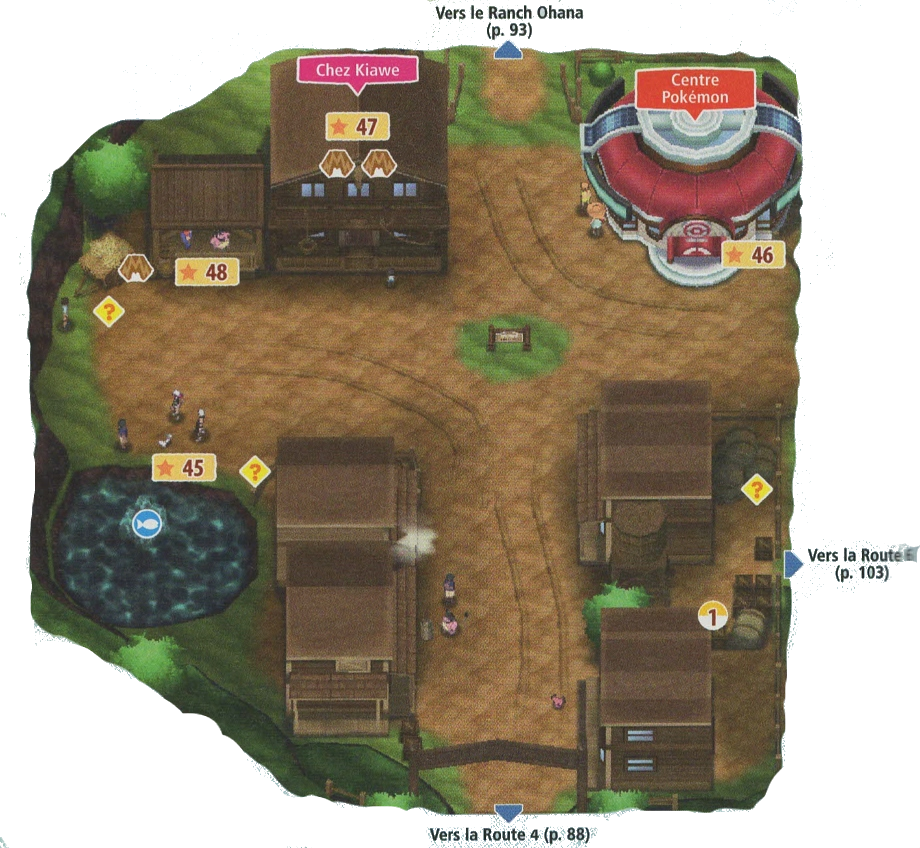 Vers le Ranch Ohana
(p. 93)
Chez Kiawe
Centre
Pokémon
47
46
48
45
Vers la Route
(p. 103)
1
Vers la Route 4 (p. 88)